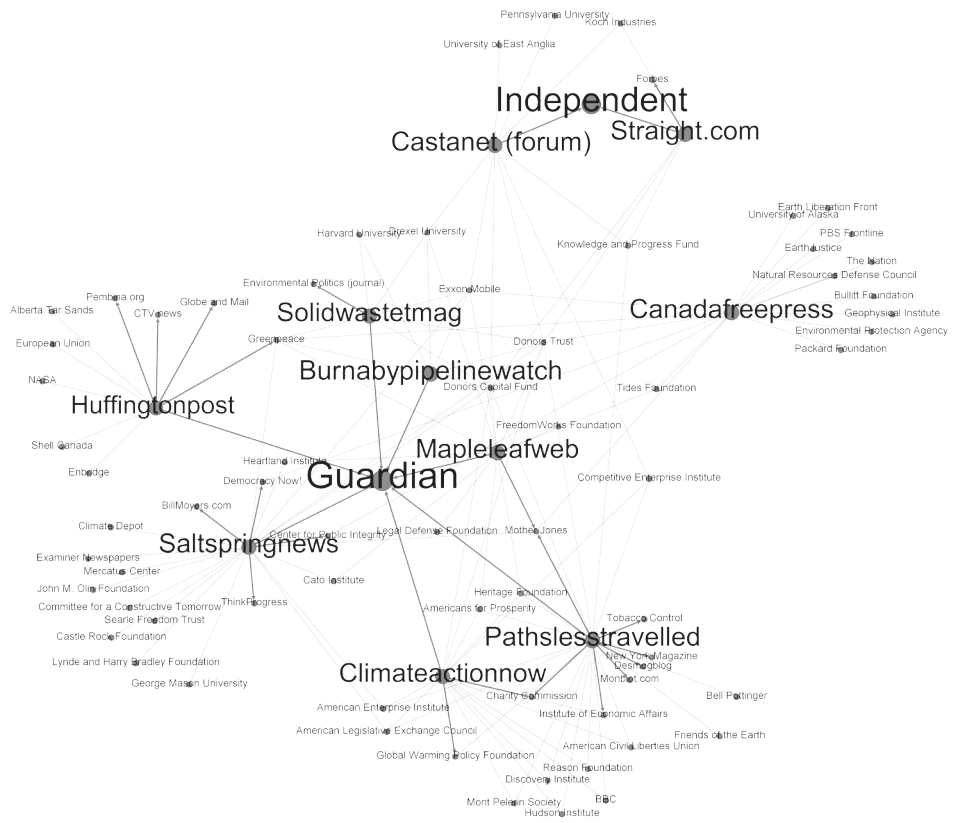 Pennsylvania University
Koch Industries
University of East Anglia
Forbes
Independent
Straight.com
Castanet (forum)
Earth Liberation Front
University of Alaska
Harvard University
Drexel University
PBS Frontline
Knowledge and Progress Fund
Earthjustice
The Nation
Natural Resources Defense Council
Environmental Politics (journal)
Exxon Mobile
Pembina.org
Globe and Mail
Bullitt Foundation
Alberta Tar Sands
CTV news
Solidwastetmag
Canadafreepress
Geophysical Institute
Environmental Protection Agency
European Union
Greenpeace
Donors Trust
Packard Foundation
Burnabypipelinewatch
NASA
Donors Capital Fund
Tides Foundation
Huffingtonpost
FreedomWorks Foundation
Shell Canada
Mapleleafweb
Heartland Institute
Enbridge
Guardian
Democracy Now!
Competitive Enterprise Institute
BillMoyers.com
Climate Depot
Center for Public Integrity
Legal Defense Foundation
Mother Jones
Saltspringnews
Examiner Newspapers
Mercatus Center
Cato Institute
John M. Olin Foundation
Heritage Foundation
ThinkProgress
Committee for a Constructive Tomorrow
Americans for Prosperity
Searle Freedom Trust
Tobacco Control
Castle Rock Foundation
Pathslesstravelled
New York Magazine
Lynde and Harry Bradley Foundation
Desmogblog
Climateactionnow
Monbiot.com
George Mason University
Charity Commission
Bell Pottinger
American Enterprise Institute
Institute of Economic Affairs
American Legislative Exchange Council
Friends of the Earth
American Civil Liberties Union
Global Warming Policy Foundation
Reason Foundation
Discovery Institute
Mont Pelerin Society
BBC
Hudson Institute